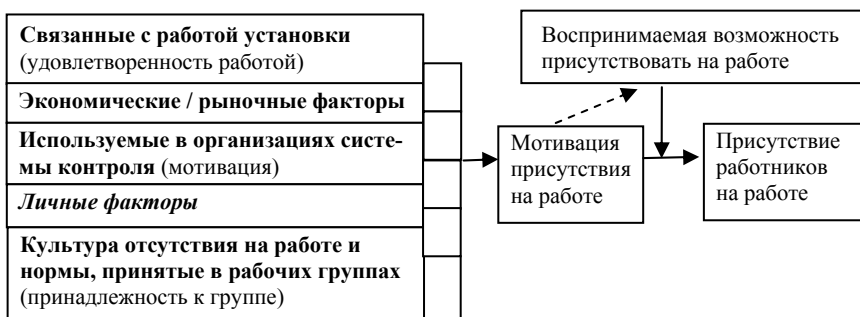 Связанные с работой установки
(удовлетворенность работой)
Экономические / рыночные факторы
Используемые в организациях систе-
мы контроля (мотивация)
Личные факторы
Культура отсутствия на работе и
нормы, принятые в рабочих группах
(принадлежность к группе)
Воспринимаемая возможность
присутствовать на работе
Мотивация
присутствия
на работе
Присутствие
работников
на работе